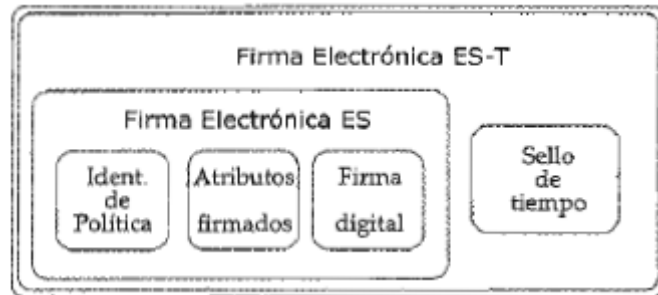 Firma Electrónica ES-T
Firma Electrónica ES
Ident.
de
Política
Atributos
firmados
Firma
digital
Sello
de
tiempo